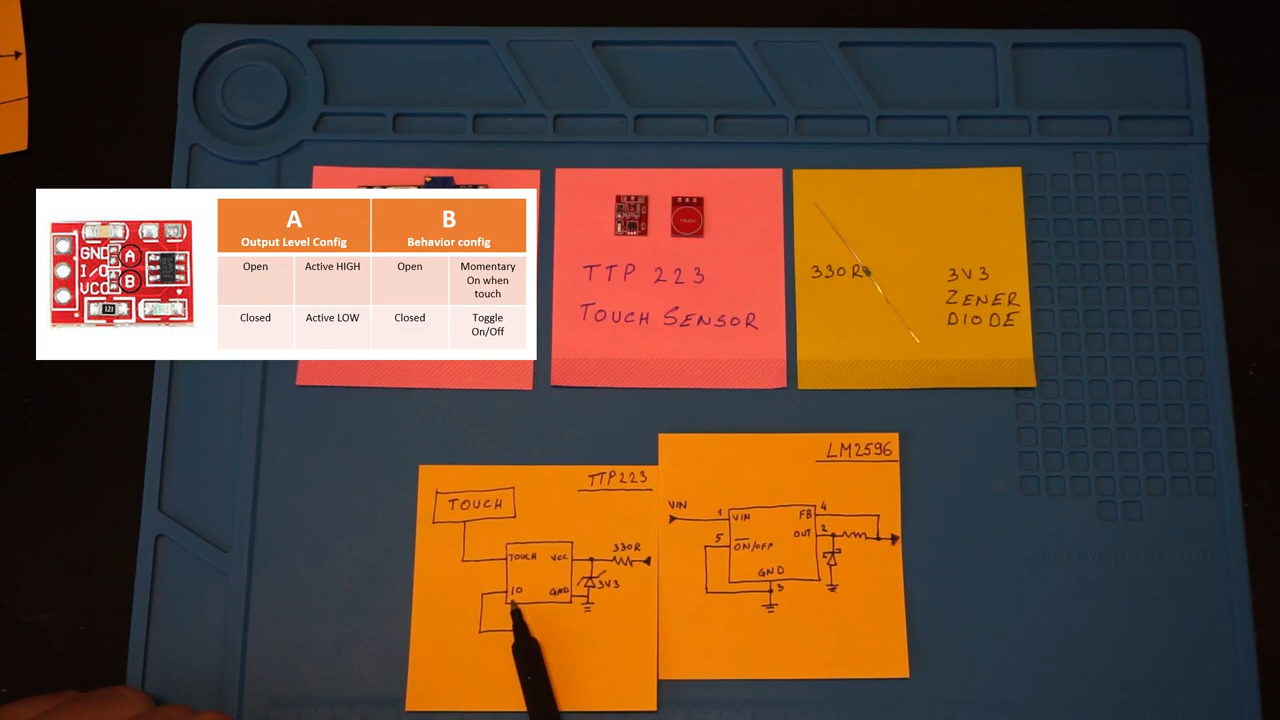 GND
I/O
VCC
A
B
121
A
Output Level Config
B
Behavior config
Open
Active HIGH
Open
Momentary
On when
touch
Closed
Active LOW
Closed
Toggle
On/Off
TOUCH
TTP 223
TOUCH SENSOR
330R
3V3
ZENER
DIODE
TTP223
TOUCH
TOUCH
VCC
IO
GND
330R
3V3
LM2596
VIN
1
VIN
FB
4
5
ON/OFF
OUT
2
GND
3